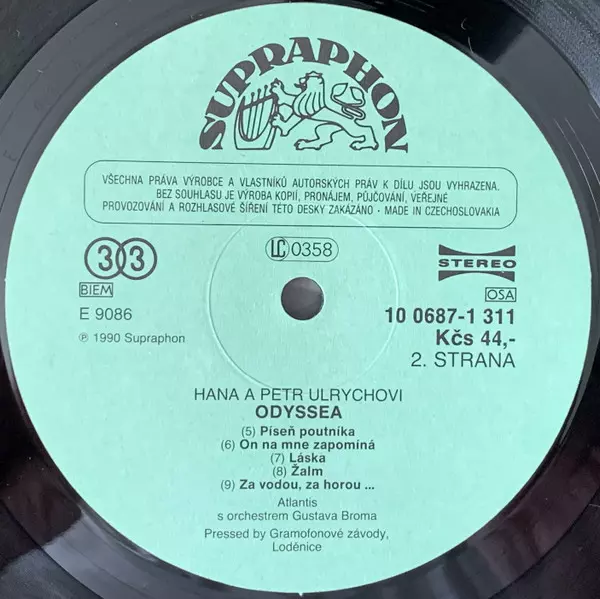 SUPRAPHON
VŠECHNA PRÁVA VÝROBCE A VLASTNÍKŮ AUTORSKÝCH PRÁV K DÍLU JSOU VYHRAZENA.
BEZ SOUHLASU JE VÝROBA KOPIÍ, PRONÁJEM, PŮJČOVÁNÍ, VEŘEJNÉ
PROVOZOVÁNÍ A ROZHLASOVÉ ŠÍŘENÍ TÉTO DESKY ZAKÁZÁNO · MADE IN CZECHOSLOVAKIA
33
LC 0358
STEREO
BIEM
OSA
E 9086
10 0687-1 311
℗ 1990 Supraphon
Kčs 44,-
2. STRANA
HANA A PETR ULRYCHOVI
ODYSSEA
(5) Píseň poutníka
(6) On na mne zapomíná
(7) Láska
(8) Žalm
(9) Za vodou, za horou ...
Atlantis
s orchestrem Gustava Broma
Pressed by Gramofonové závody,
Loděnice